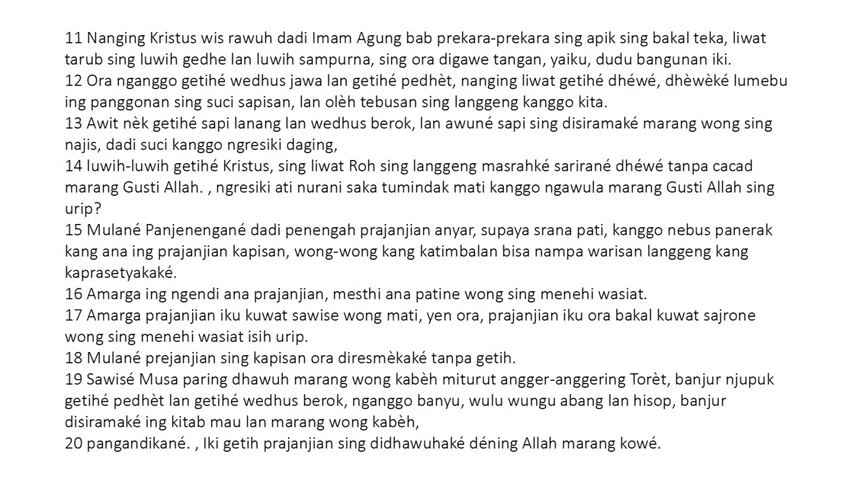 11 Nanging Kristus wis rawuh dadi Imam Agung bab prekara-prekara sing apik sing bakal teka, liwat
tarub sing luwih gedhe lan luwih sampurna, sing ora digawe tangan, yaiku, dudu bangunan iki.
12 Ora nganggo getihé wedhus jawa lan getihé pedhèt, nanging liwat getihé dhéwé, dhèwèké lumebu
ing panggonan sing suci sapisan, lan olèh tebusan sing langgeng kanggo kita.
13 Awit nèk getihé sapi lanang lan wedhus berok, lan awuné sapi sing disiramaké marang wong sing
najis, dadi suci kanggo ngresiki daging,
14 luwih-luwih getihé Kristus, sing liwat Roh sing langgeng masrahké sarirané dhéwé tanpa cacad
marang Gusti Allah. , ngresiki ati nurani saka tumindak mati kanggo ngawula marang Gusti Allah sing
urip?
15 Mulané Panjenengané dadi penengah prajanjian anyar, supaya srana pati, kanggo nebus panerak
kang ana ing prajanjian kapisan, wong-wong kang katimbalan bisa nampa warisan langgeng kang
kaprasetyakaké.
16 Amarga ing ngendi ana prajanjian, mesthi ana patine wong sing menehi wasiat.
17 Amarga prajanjian iku kuwat sawise wong mati, yen ora, prajanjian iku ora bakal kuwat sajrone
wong sing menehi wasiat isih urip.
18 Mulané prejanjian sing kapisan ora diresmèkaké tanpa getih.
19 Sawisé Musa paring dhawuh marang wong kabèh miturut angger-anggering Torèt, banjur njupuk
getihé pedhèt lan getihé wedhus berok, nganggo banyu, wulu wungu abang lan hisop, banjur
disiramaké ing kitab mau lan marang wong kabèh,
20 pangandikané. , Iki getih prajanjian sing didhawuhaké déning Allah marang kowé.